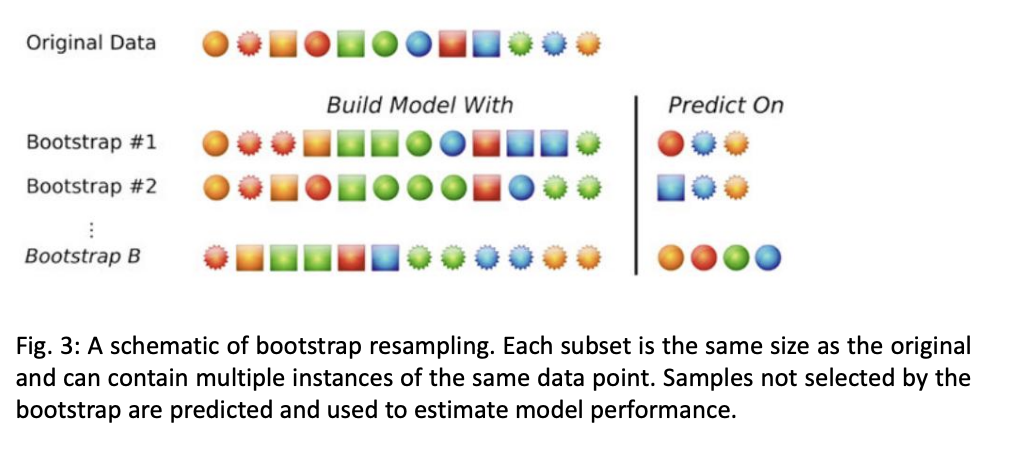 Original Data
Build Model With
Predict On
Bootstrap #1
Bootstrap #2
⋮
Bootstrap B
Fig. 3: A schematic of bootstrap resampling. Each subset is the same size as the original
and can contain multiple instances of the same data point. Samples not selected by the
bootstrap are predicted and used to estimate model performance.